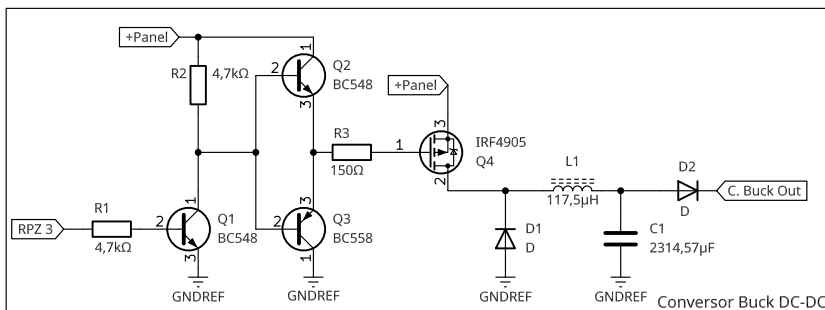 +Panel
1
R2
4,7kΩ
2
Q2
BC548
3
+Panel
3
R3
150Ω
1
IRF4905
Q4
2
L1
117,5μH
D2
D
C. Buck Out
RPZ 3
R1
4,7kΩ
1
2
Q1
BC548
3
3
2
Q3
BC558
1
D1
D
C1
2314,57μF
GNDREF
GNDREF
GNDREF
GNDREF
Conversor Buck DC-DC